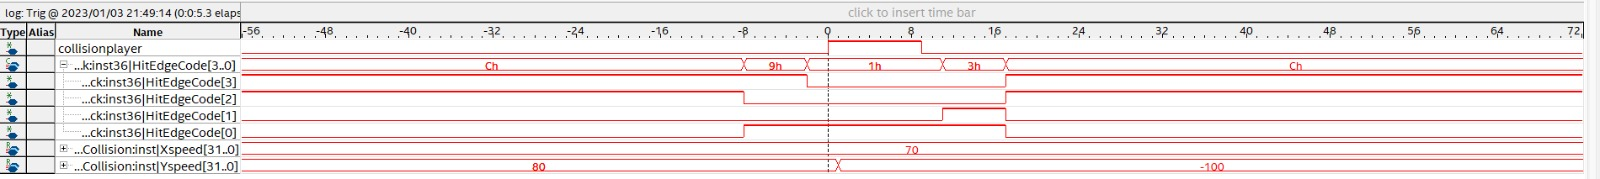 log: Trig @ 2023/01/03 21:49:14 (0:0:5.3 elaps
click to insert time bar
Type Alias Name -56 -48 -40 -32 -24 -16 -8 0 8 16 24 32 40 48 56 64 72
collisionplayer
...k:inst36|HitEdgeCode[3..0] Ch 9h 1h 3h Ch
...ck:inst36|HitEdgeCode[3]
...ck:inst36|HitEdgeCode[2]
...ck:inst36|HitEdgeCode[1]
...ck:inst36|HitEdgeCode[0]
...Collision:inst|Xspeed[31..0] 70
...Collision:inst|Yspeed[31..0] 80 -100